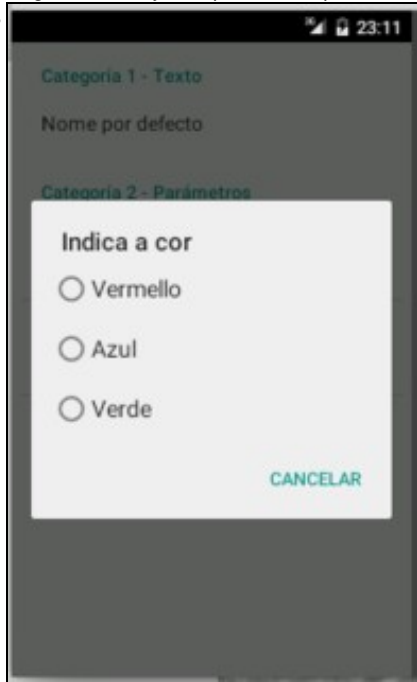 23:11
Categoría 1 - Texto
Nome por defecto
Categoría 2 - Parámetros
Indica a cor
Vermello
Azul
Verde
CANCELAR